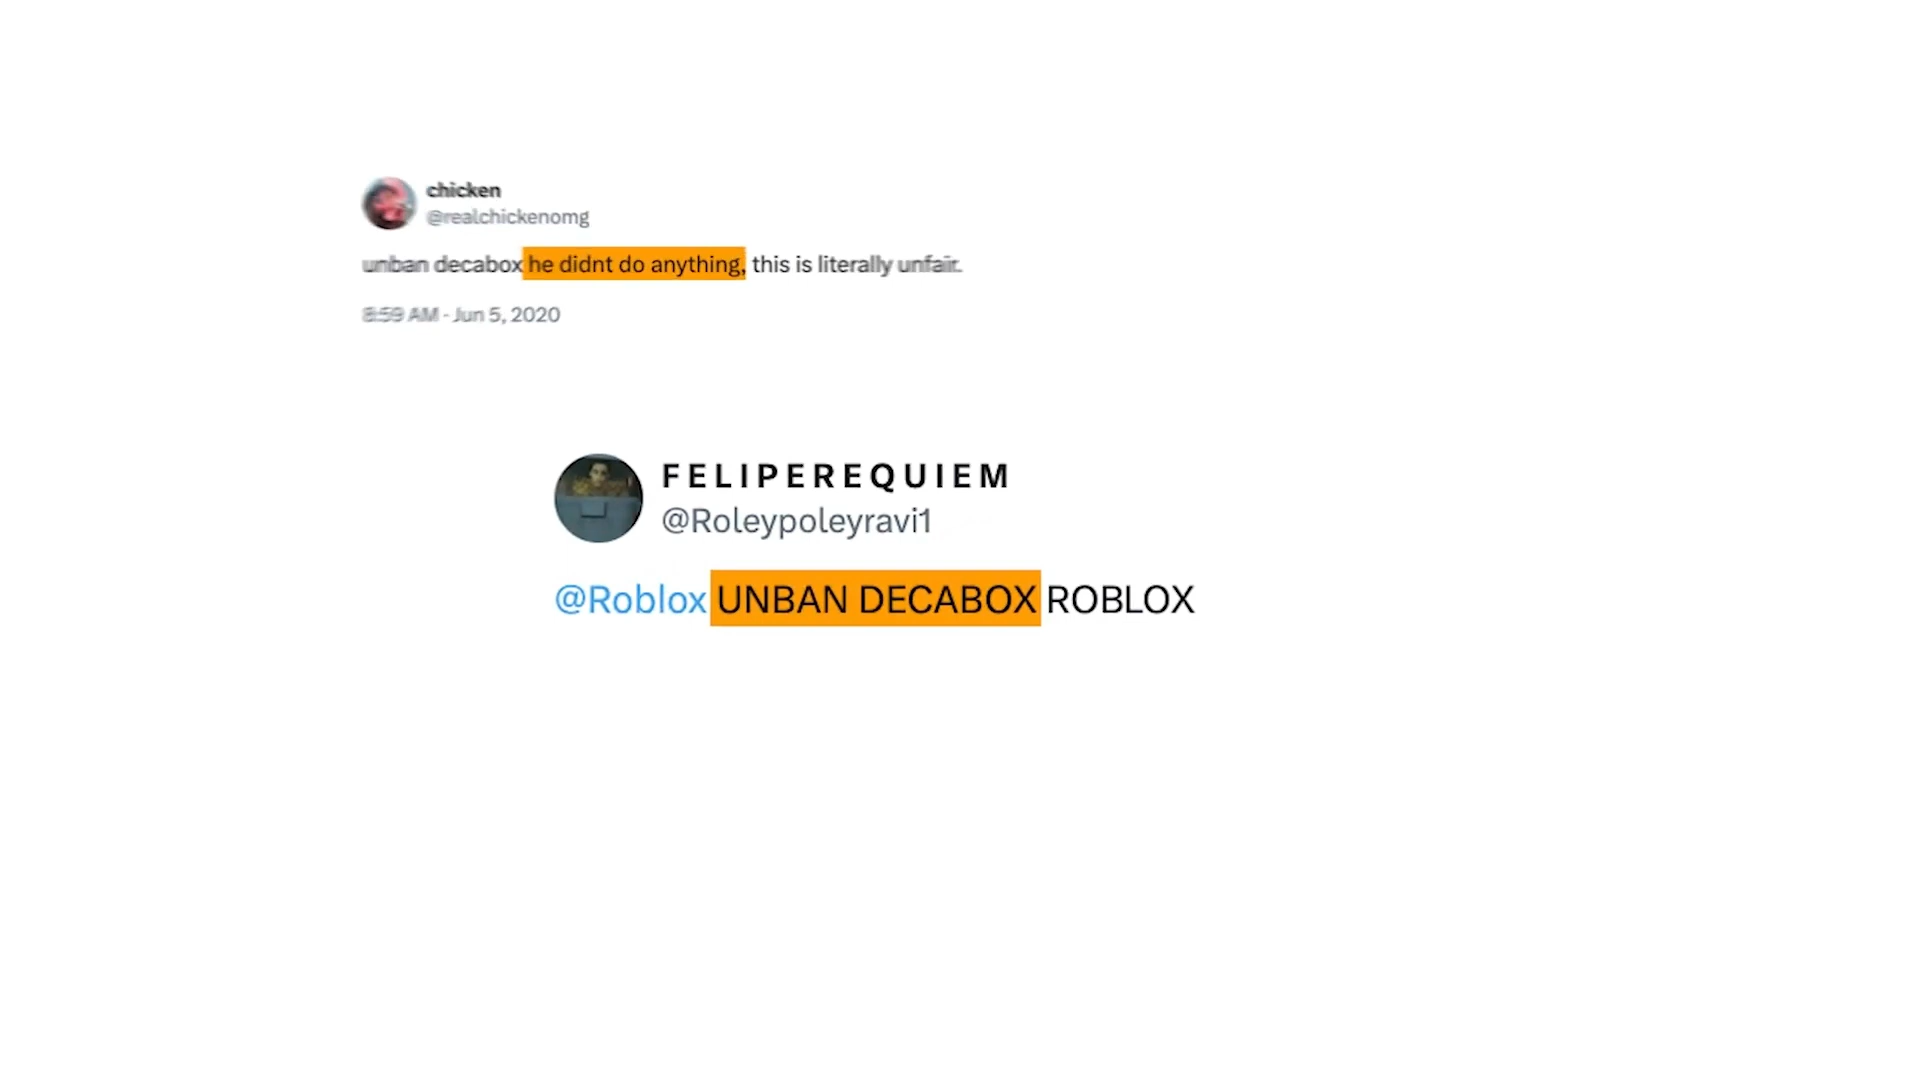 chicken
@realchickenomg
unban decabox he didnt do anything, this is literally unfair.
8:59 AM · Jun 5, 2020
FELIPEREQUIEM
@Roleypoleyravi1
@Roblox UNBAN DECABOX ROBLOX